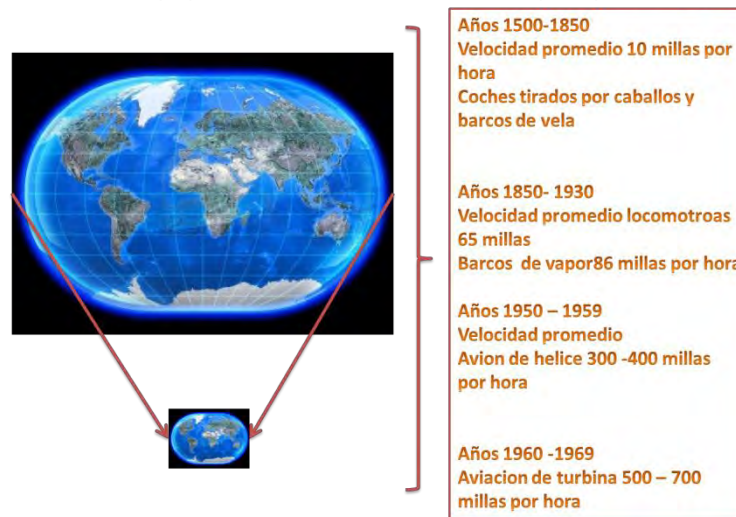 Años 1500-1850
Velocidad promedio 10 millas por
hora
Coches tirados por caballos y
barcos de vela
Años 1850- 1930
Velocidad promedio locomotroas
65 millas
Barcos de vapor86 millas por hora
Años 1950 – 1959
Velocidad promedio
Avion de helice 300 -400 millas
por hora
Años 1960 -1969
Aviacion de turbina 500 – 700
millas por hora